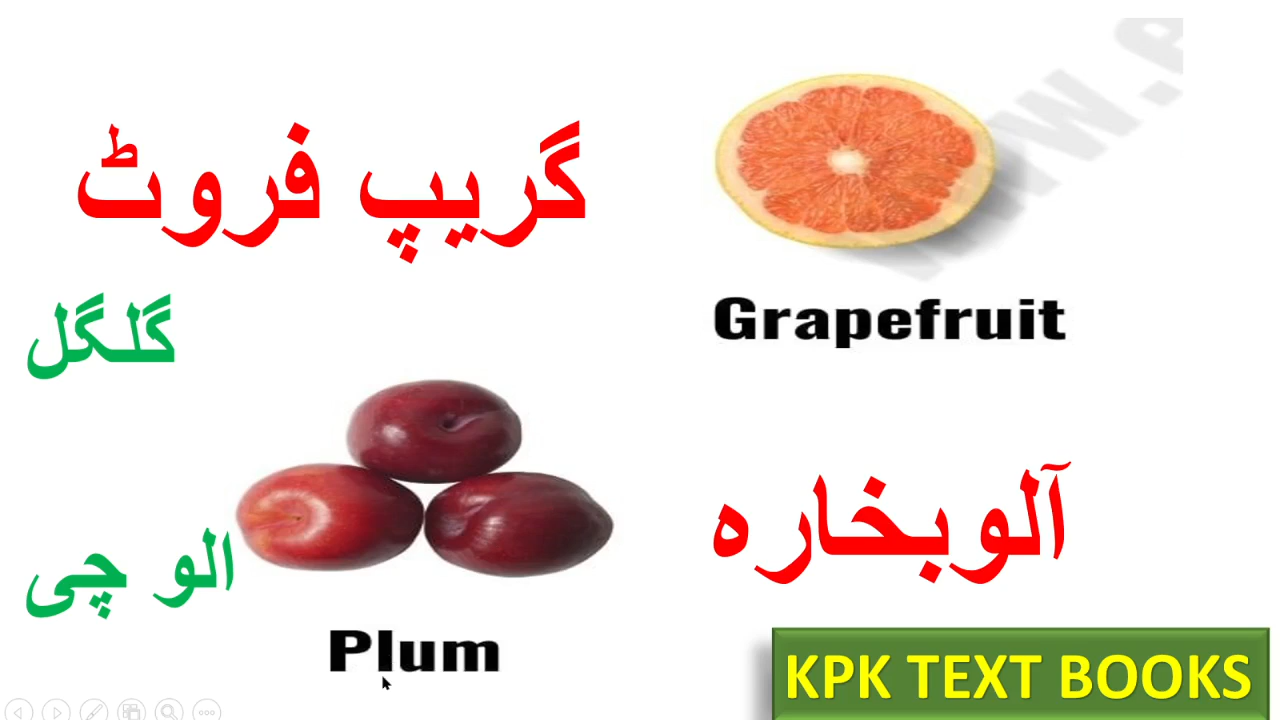 گریپ فروٹ
Grapefruit
گلگل
آلوبخارہ
الو چی
Plum
KPK TEXT BOOKS